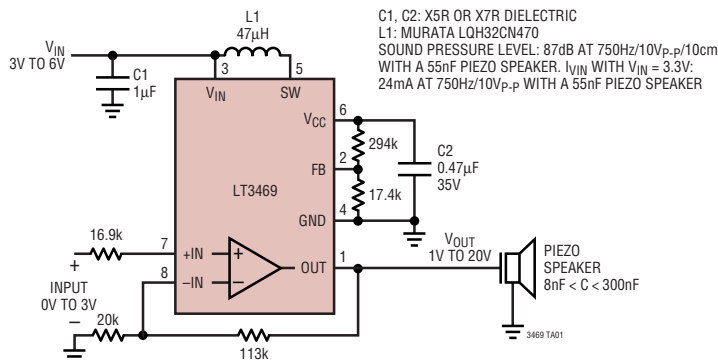 L1
47µH
C1, C2: X5R OR X7R DIELECTRIC
L1: MURATA LQH32CN470
SOUND PRESSURE LEVEL: 87dB AT 750Hz/10VP-P/10cm
WITH A 55nF PIEZO SPEAKER. IVIN WITH VIN = 3.3V:
24mA AT 750Hz/10VP-P WITH A 55nF PIEZO SPEAKER
VIN
3V TO 6V
C1
1µF
3
5
VIN
SW
VCC
6
294k
FB
2
C2
0.47µF
35V
17.4k
LT3469
GND
4
16.9k
7
+IN
+
8
–IN
–
OUT
1
VOUT
1V TO 20V
PIEZO
SPEAKER
8nF < C < 300nF
+
INPUT
0V TO 3V
–
20k
113k
3469 TA01